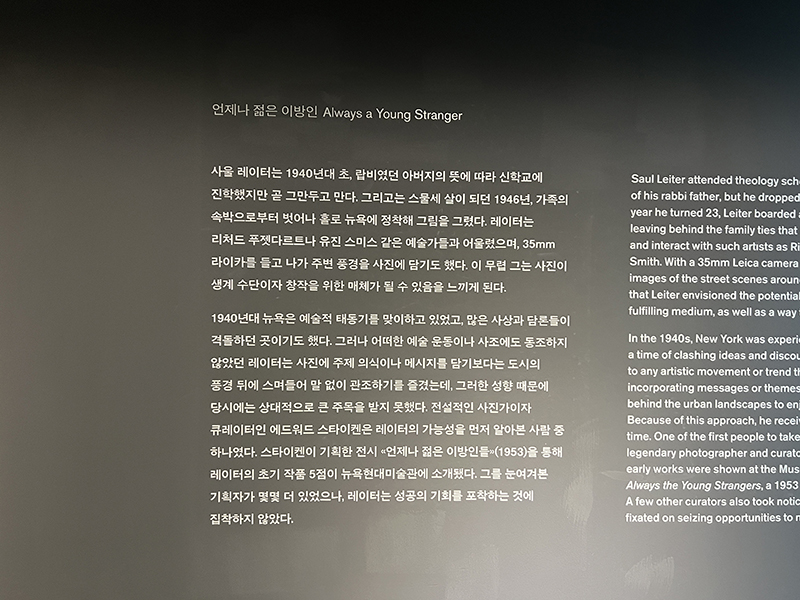 언제나 젊은 이방인 Always a Young Stranger
사울 레이터는 1940년대 초, 랍비였던 아버지의 뜻에 따라 신학교에
진학했지만 곧 그만두고 만다. 그리고는 스물세 살이 되던 1946년, 가족의
속박으로부터 벗어나 홀로 뉴욕에 정착해 그림을 그렸다. 레이터는
리처드 푸젯다르트나 유진 스미스 같은 예술가들과 어울렸으며, 35mm
라이카를 들고 나가 주변 풍경을 사진에 담기도 했다. 이 무렵 그는 사진이
생계 수단이자 창작을 위한 매체가 될 수 있음을 느끼게 된다.
1940년대 뉴욕은 예술적 태동기를 맞이하고 있었고, 많은 사상과 담론들이
격돌하던 곳이기도 했다. 그러나 어떠한 예술 운동이나 사조에도 동조하지
않았던 레이터는 사진에 주제 의식이나 메시지를 담기보다는 도시의
풍경 뒤에 스며들어 말 없이 관조하기를 즐겼는데, 그러한 성향 때문에
당시에는 상대적으로 큰 주목을 받지 못했다. 전설적인 사진가이자
큐레이터인 에드워드 스타이켄은 레이터의 가능성을 먼저 알아본 사람 중
하나였다. 스타이켄이 기획한 전시 «언제나 젊은 이방인들»(1953)을 통해
레이터의 초기 작품 5점이 뉴욕현대미술관에 소개됐다. 그를 눈여겨본
기획자가 몇몇 더 있었으나, 레이터는 성공의 기회를 포착하는 것에
집착하지 않았다.
Saul Leiter attended theology sch
of his rabbi father, but he dropped
year he turned 23, Leiter boarded a
leaving behind the family ties that
and interact with such artists as Ri
Smith. With a 35mm Leica camera
images of the street scenes aroun
that Leiter envisioned the potential
fulfilling medium, as well as a way
In the 1940s, New York was experi
a time of clashing ideas and discou
to any artistic movement or trend th
incorporating messages or themes
behind the urban landscapes to enj
Because of this approach, he recei
time. One of the first people to take
legendary photographer and curato
early works were shown at the Mus
Always the Young Strangers, a 1953
A few other curators also took notic
fixated on seizing opportunities to